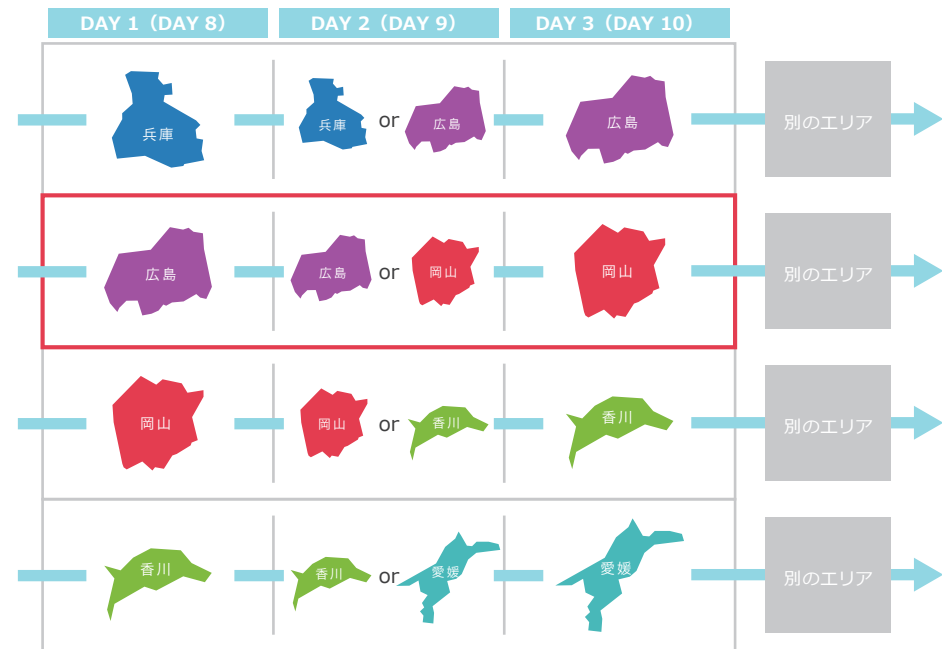 DAY 1（DAY 8） DAY 2（DAY 9） DAY 3（DAY 10）
兵庫 兵庫 or 広島 広島 別のエリア
広島 広島 or 岡山 岡山 別のエリア
岡山 岡山 or 香川 香川 別のエリア
香川 香川 or 愛媛 愛媛 別のエリア